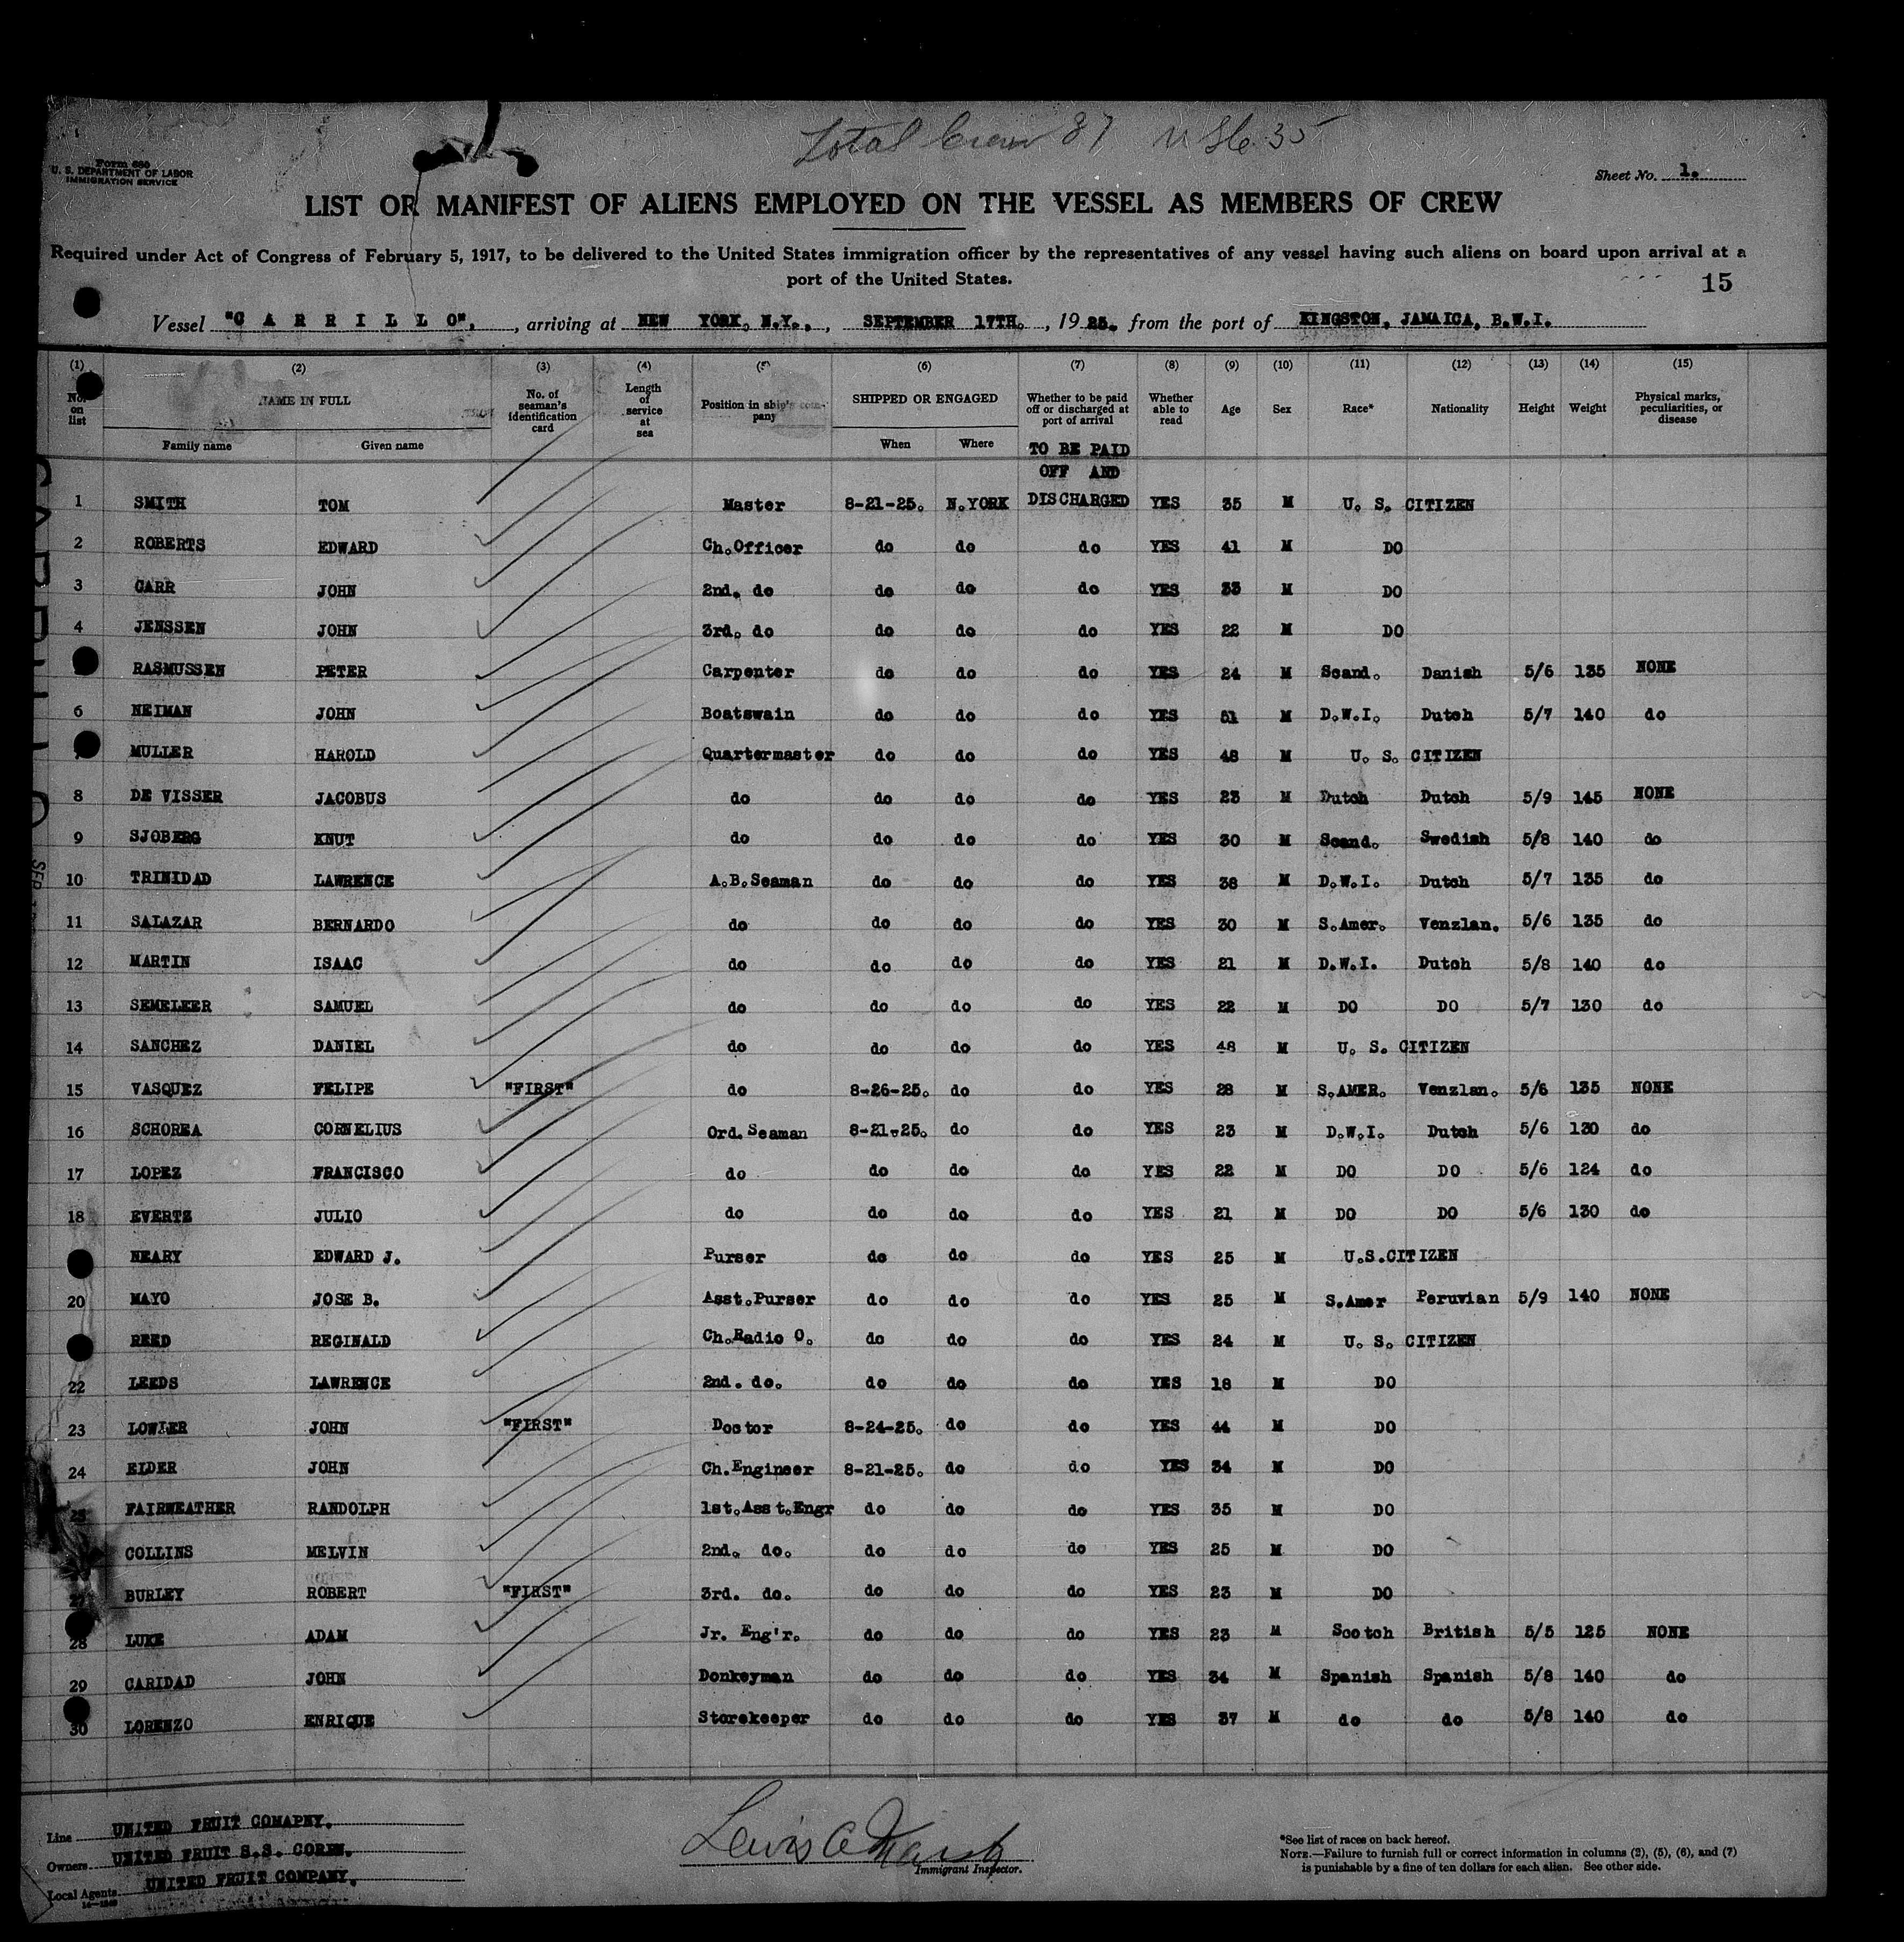 Total Crew 87 USC 35
Form 680
U. S. DEPARTMENT OF LABOR
IMMIGRATION SERVICE
Sheet No. 1.
LIST OR MANIFEST OF ALIENS EMPLOYED ON THE VESSEL AS MEMBERS OF CREW
Required under Act of Congress of February 5, 1917, to be delivered to the United States immigration officer by the representatives of any vessel having such aliens on board upon arrival at a
port of the United States.
15
Vessel "C A R R I L L O", , arriving at NEW YORK, N.Y., , SEPTEMBER 17TH. , 19 25. from the port of KINGSTON, JAMAICA, B.W.I.
(1) (2) (3) (4) (5) (6) (7) (8) (9) (10) (11) (12) (13) (14) (15)
No. on list NAME IN FULL Family name Given name No. of seaman's identification card Length of service at sea Position in ship's company SHIPPED OR ENGAGED When Where Whether to be paid off or discharged at port of arrival Whether able to read Age Sex Race* Nationality Height Weight Physical marks, peculiarities, or disease
TO BE PAID
OFF AND
1 SMITH TOM Master 8-21-25. N.YORK DISCHARGED YES 35 M U. S. CITIZEN
2 ROBERTS EDWARD Ch.Officer do do do YES 41 M DO
3 CARR JOHN 2nd. do do do do YES 33 M DO
4 JENSSEN JOHN 3rd. do do do do YES 22 M DO
RASMUSSEN PETER Carpenter do do do YES 24 M Scand. Danish 5/6 135 NONE
6 NEIMAN JOHN Boatswain do do do YES 51 M D.W.I. Dutch 5/7 140 do
MULLER HAROLD Quartermaster do do do YES 48 M U. S. CITIZEN
8 DE VISSER JACOBUS do do do do YES 23 M Dutch Dutch 5/9 145 NONE
9 SJOBERG KNUT do do do do YES 30 M Scand. Swedish 5/8 140 do
10 TRINIDAD LAWRENCE A.B.Seaman do do do YES 38 M D.W.I. Dutch 5/7 135 do
11 SALAZAR BERNARDO do do do do YES 30 M S.Amer. Venzlan. 5/6 135 do
12 MARTIN ISAAC do do do do YES 21 M D.W.I. Dutch 5/8 140 do
13 SEMELEER SAMUEL do do do do YES 22 M DO DO 5/7 130 do
14 SANCHEZ DANIEL do do do do YES 48 M U. S. CITIZEN
15 VASQUEZ FELIPE "FIRST" do 8-26-25. do do YES 28 M S.AMER. Venzlan. 5/6 135 NONE
16 SCHOREA CORNELIUS Ord.Seaman 8-21-25. do do YES 23 M D.W.I. Dutch 5/6 130 do
17 LOPEZ FRANCISCO do do do do YES 22 M DO DO 5/6 124 do
18 EVERTZ JULIO do do do do YES 21 M DO DO 5/6 130 do
NEARY EDWARD J. Purser do do do YES 25 M U.S.CITIZEN
20 MAYO JOSE B. Asst.Purser do do do YES 25 M S.Amer Peruvian 5/9 140 NONE
REED REGINALD Ch.Radio O. do do do YES 24 M U. S. CITIZEN
22 LEEDS LAWRENCE 2nd. do. do do do YES 18 M DO
23 LOWLER JOHN "FIRST" Doctor 8-24-25. do do YES 44 M DO
24 ELDER JOHN Ch.Engineer 8-21-25. do do YES 34 M DO
25 FAIRWEATHER RANDOLPH 1st.Asst.Engr do do do YES 35 M DO
COLLINS MELVIN 2nd. do. do do do YES 25 M DO
27 BURLEY ROBERT "FIRST" 3rd. do. do do do YES 23 M DO
28 LUKE ADAM Jr. Eng'r. do do do YES 23 M Scotch British 5/5 125 NONE
29 CARIDAD JOHN Donkeyman do do do YES 34 M Spanish Spanish 5/8 140 do
30 LORENZO ENRIQUE Storekeeper do do do YES 37 M do do 5/8 140 do
Line UNITED FRUIT COMAPNY.
Owners UNITED FRUIT S.S. CORPN.
Local Agents UNITED FRUIT COMPANY.
Immigrant Inspector.
*See list of races on back hereof.
NOTE.—Failure to furnish full or correct information in columns (2), (5), (6), and (7)
is punishable by a fine of ten dollars for each alien. See other side.